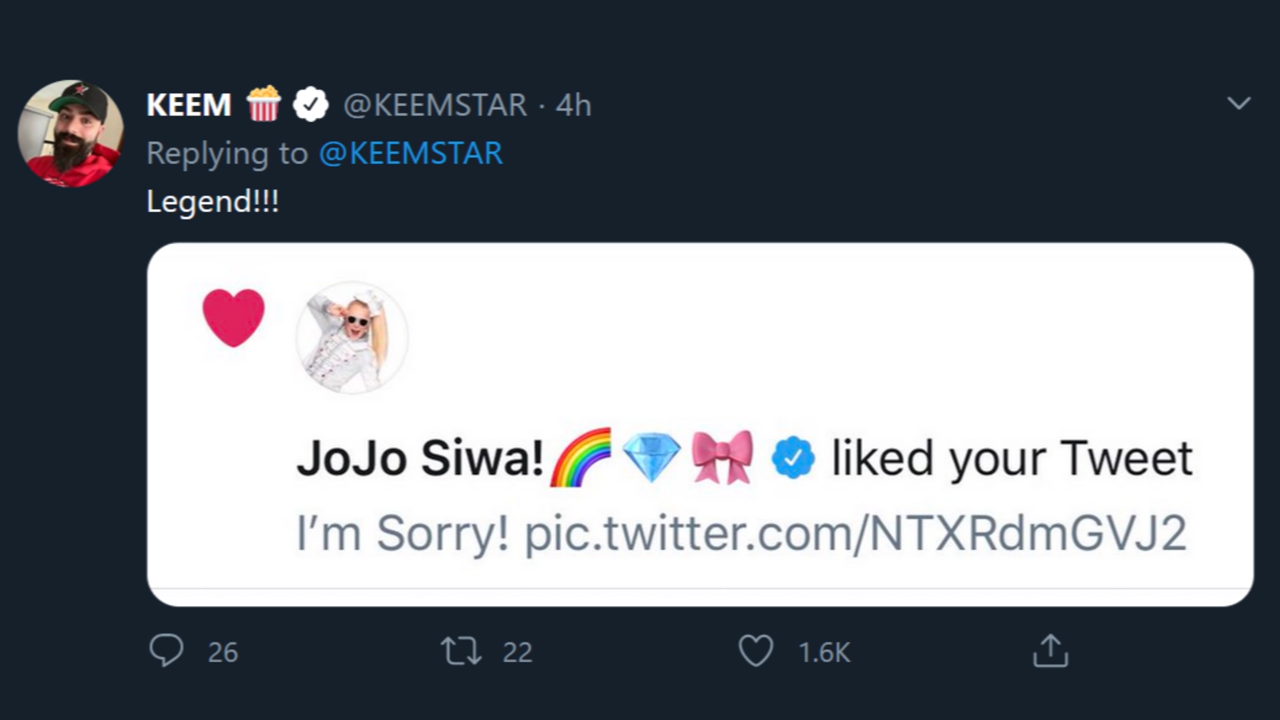 KEEM 🍿 @KEEMSTAR · 4h
Replying to @KEEMSTAR
Legend!!!
JoJo Siwa!🌈💎🎀 liked your Tweet
I’m Sorry! pic.twitter.com/NTXRdmGVJ2
26 22 1.6K